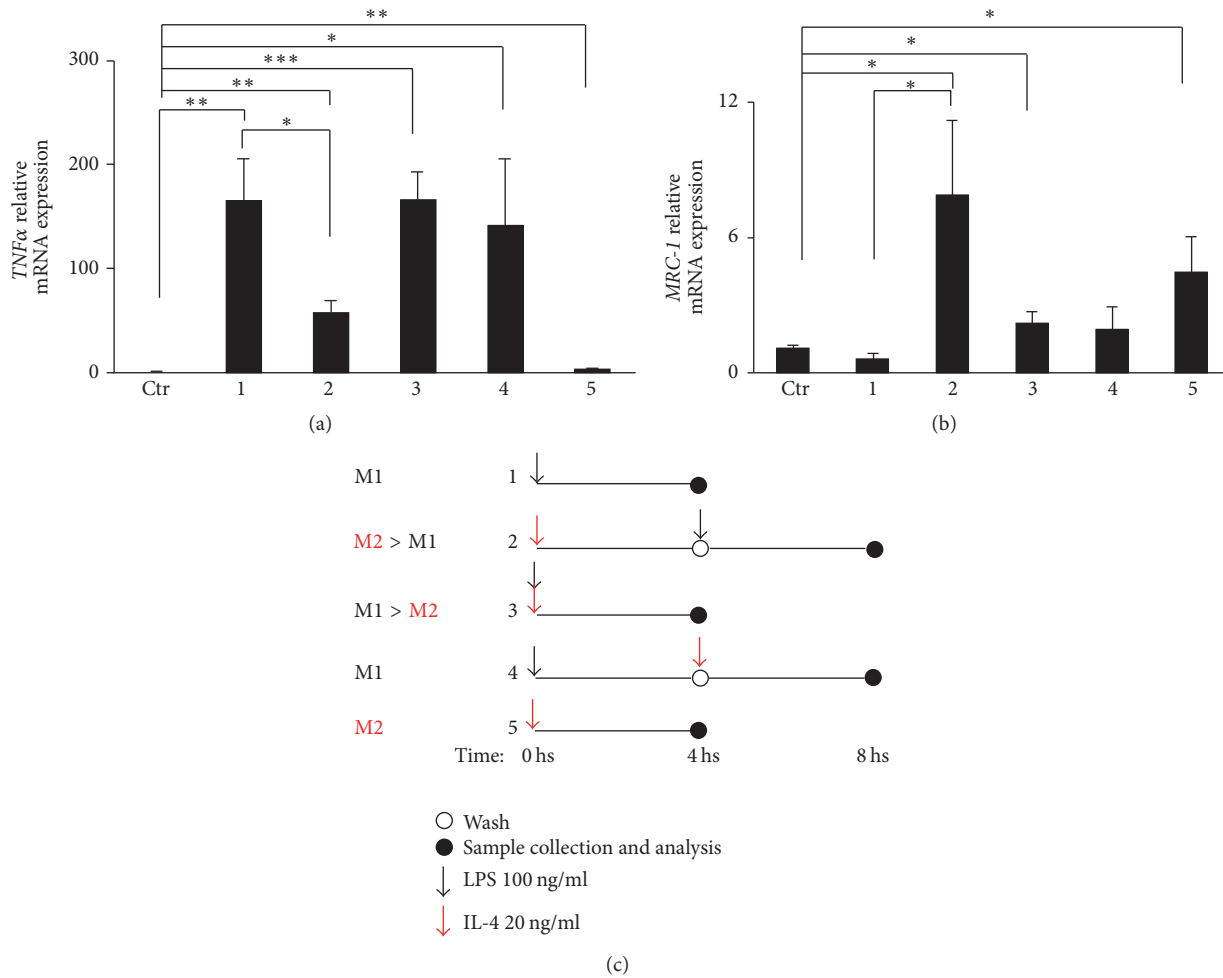 **
*
***
**
**
*
300
200
100
0
TNFα relative
mRNA expression
Ctr 1 2 3 4 5
(a)
*
*
*
*
12
6
0
MRC-1 relative
mRNA expression
Ctr 1 2 3 4 5
(b)
M1 1
M2 > M1 2
M1 > M2 3
M1 4
M2 5
Time: 0 hs 4 hs 8 hs
Wash
Sample collection and analysis
LPS 100 ng/ml
IL-4 20 ng/ml
(c)